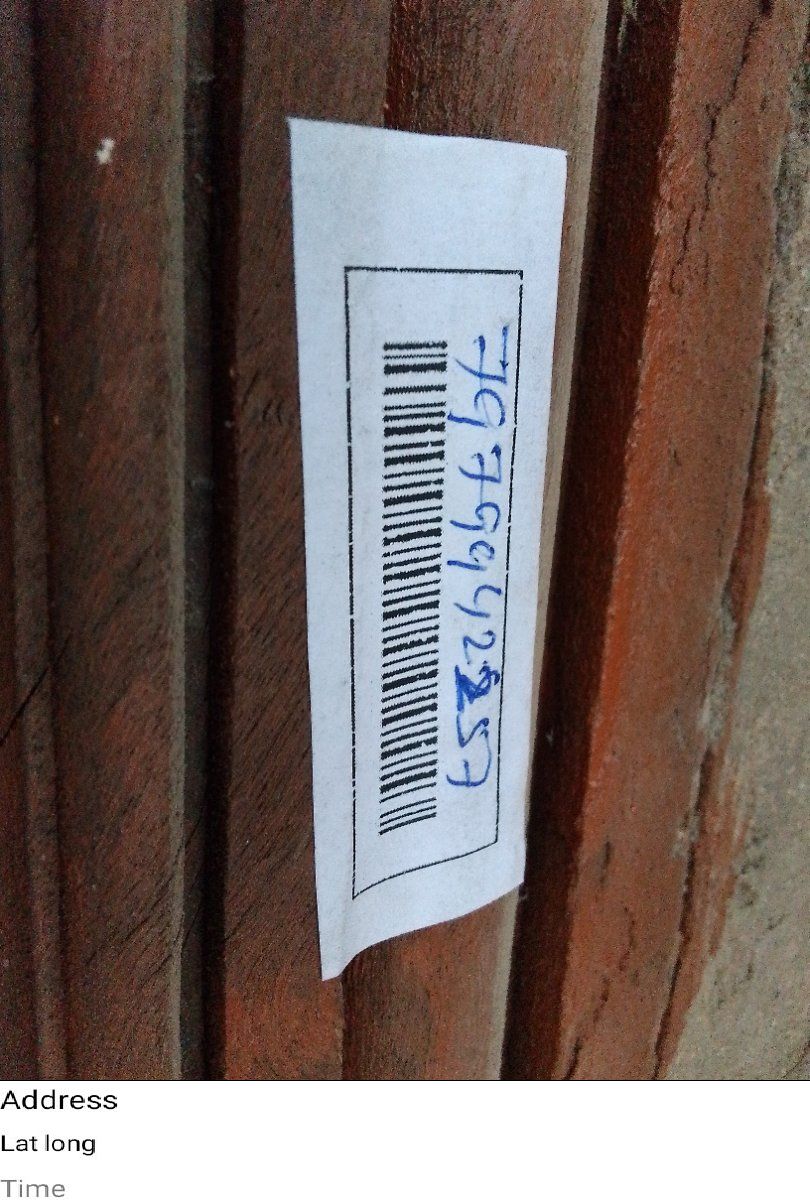 7979942257
Address
Lat long
Time